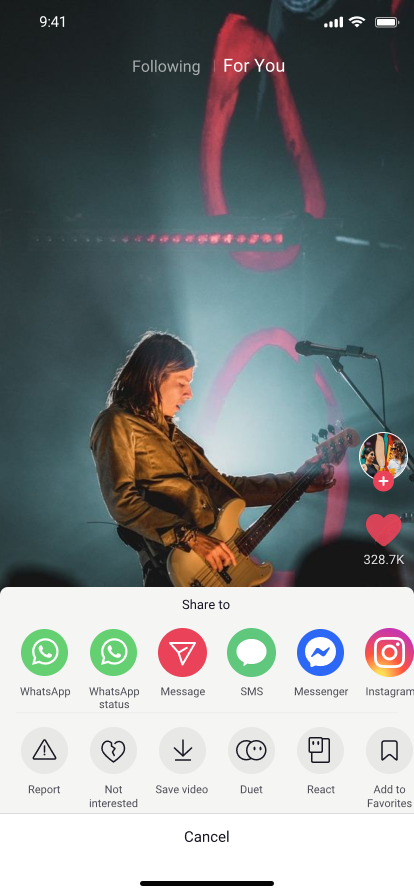 9:41
Following | For You
328.7K
Share to
WhatsApp
WhatsApp
status
Message
SMS
Messenger
Instagram
Report
Not
interested
Save video
Duet
React
Add to
Favorites
Cancel